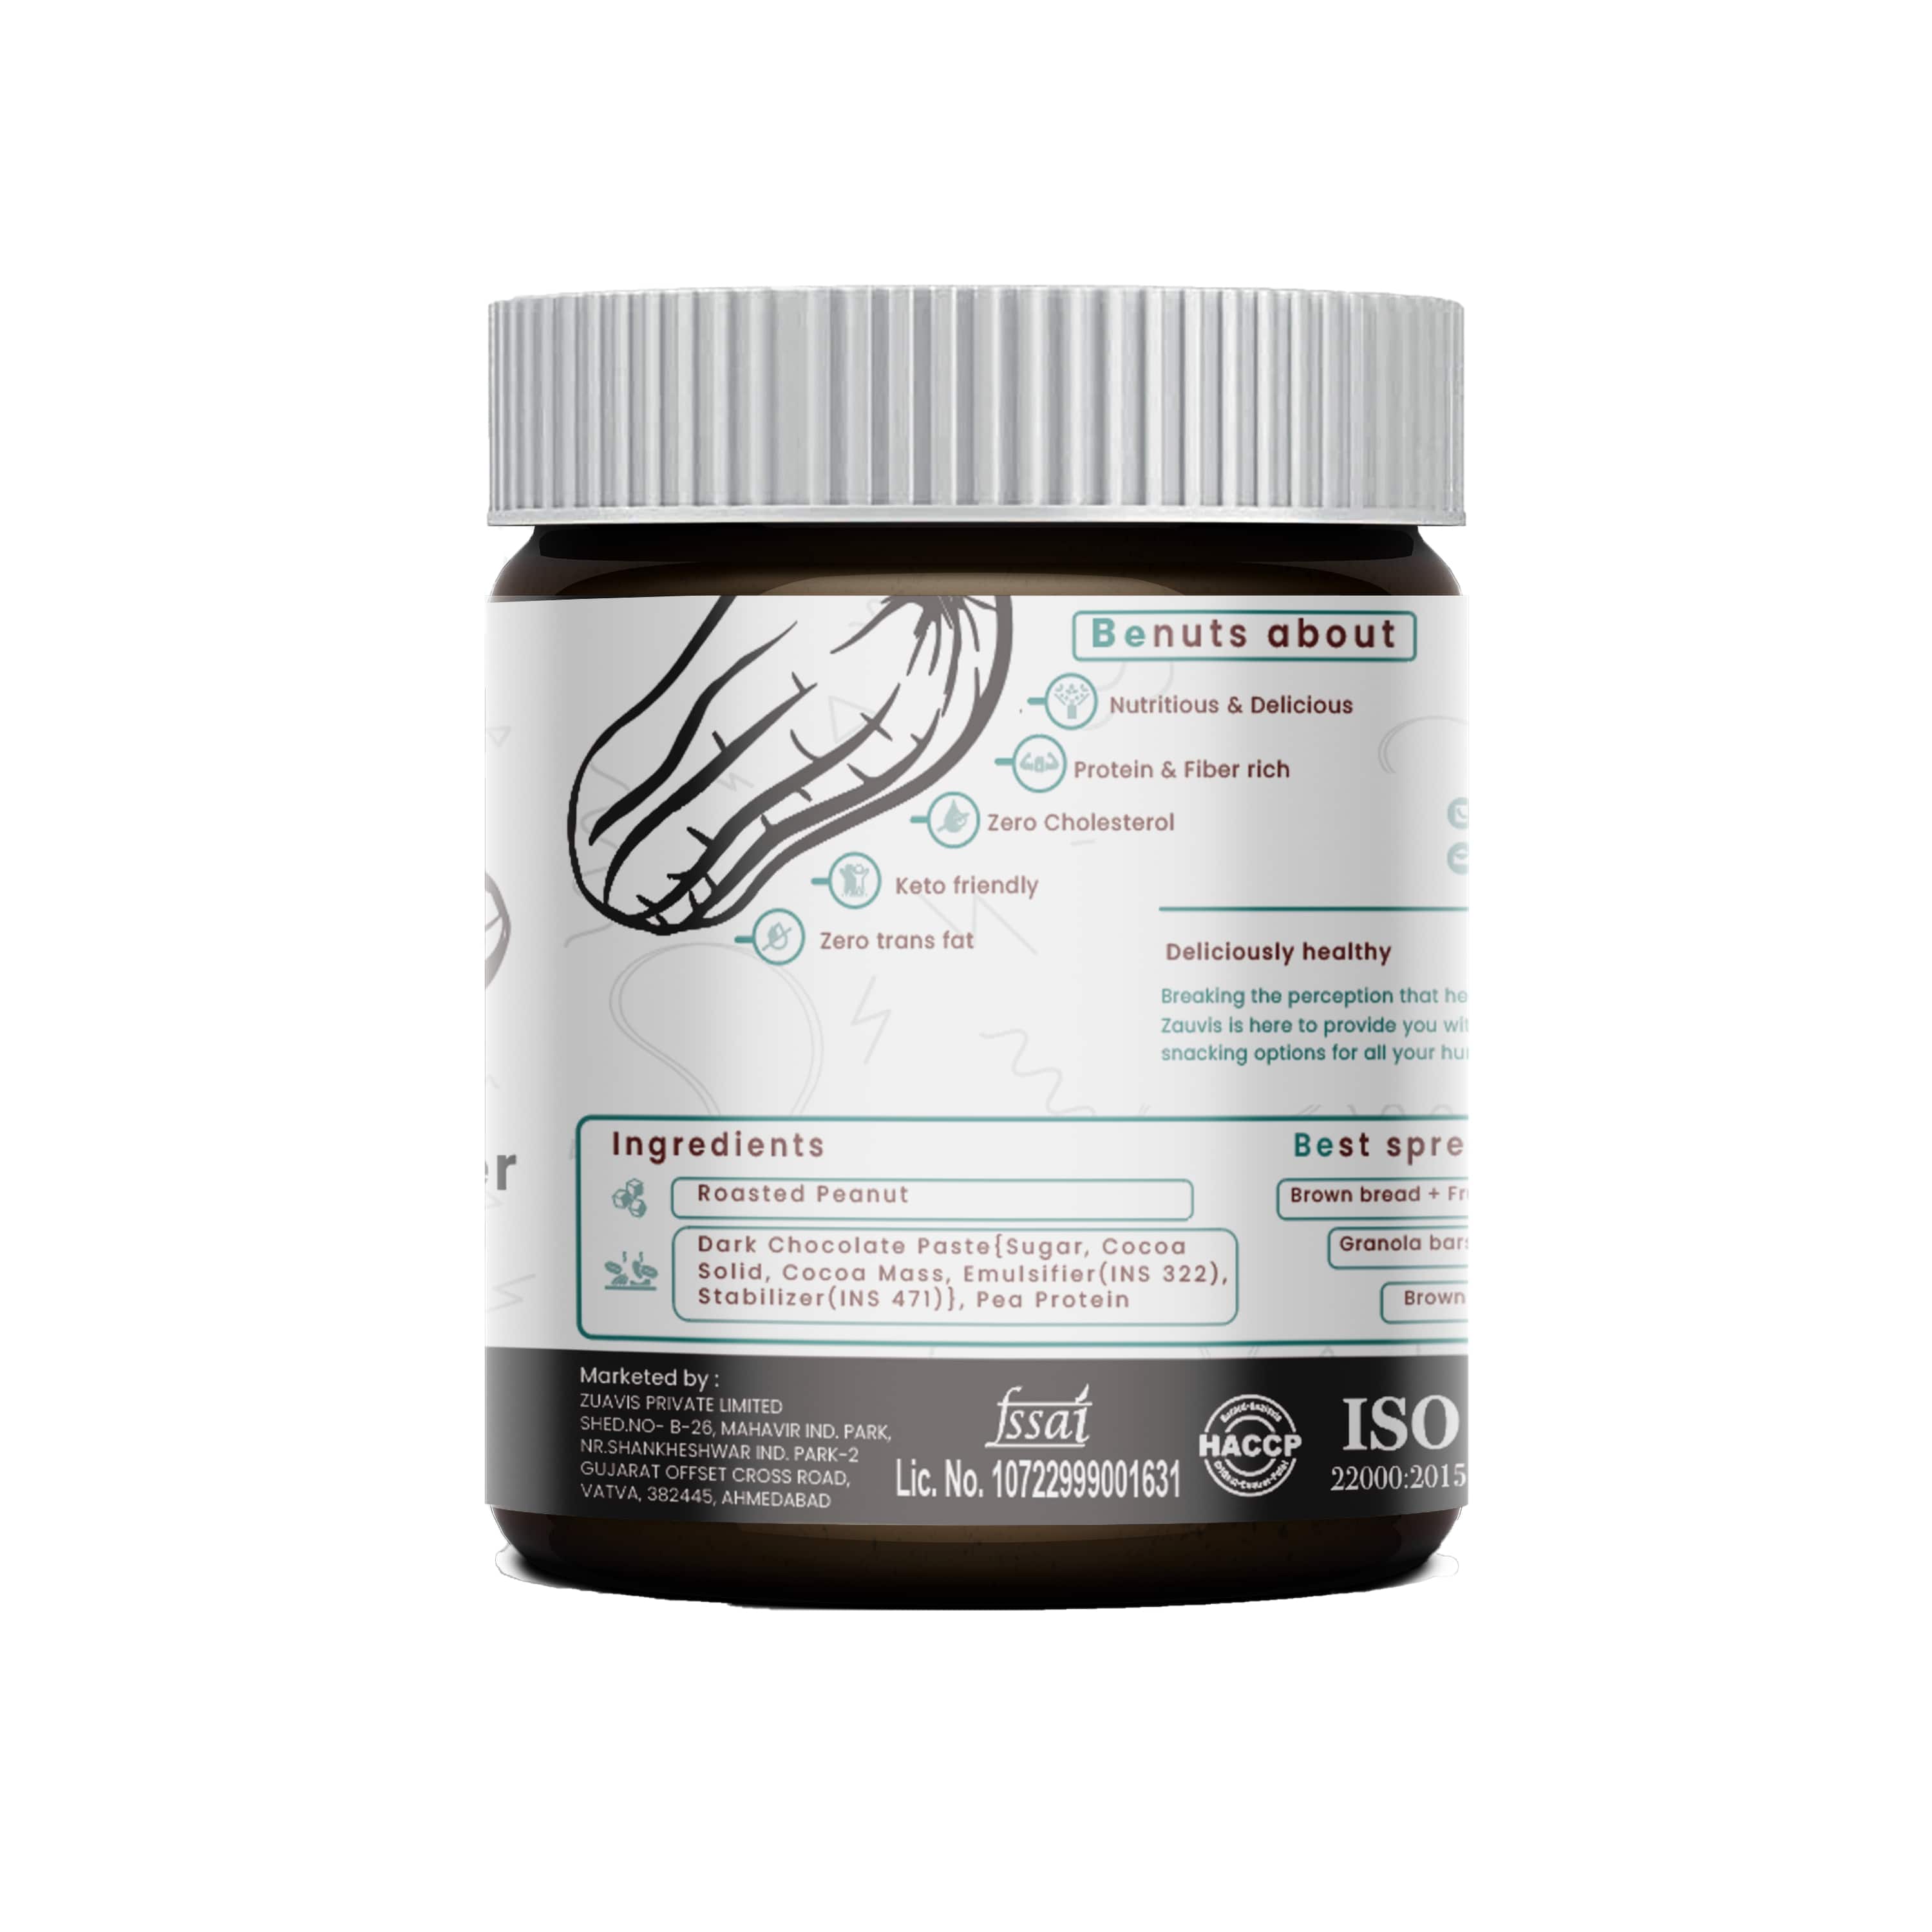 Benuts about
Nutritious & Delicious
Protein & Fiber rich
Zero Cholesterol
Keto friendly
Zero trans fat
Deliciously healthy
Breaking the perception that he
Zauvis is here to provide you wit
snacking options for all your hu
er
Ingredients
Roasted Peanut
Dark Chocolate Paste{Sugar, Cocoa
Solid, Cocoa Mass, Emulsifier(INS 322),
Stabilizer(INS 471)}, Pea Protein
Best spre
Brown bread + Fr
Granola bars
Brown
Marketed by :
ZUAVIS PRIVATE LIMITED
SHED.NO- B-26, MAHAVIR IND. PARK,
NR.SHANKHESHWAR IND. PARK-2
GUJARAT OFFSET CROSS ROAD,
VATVA, 382445, AHMEDABAD
fssai
Lic. No. 10722999001631
HACCP
ISO
22000:2015